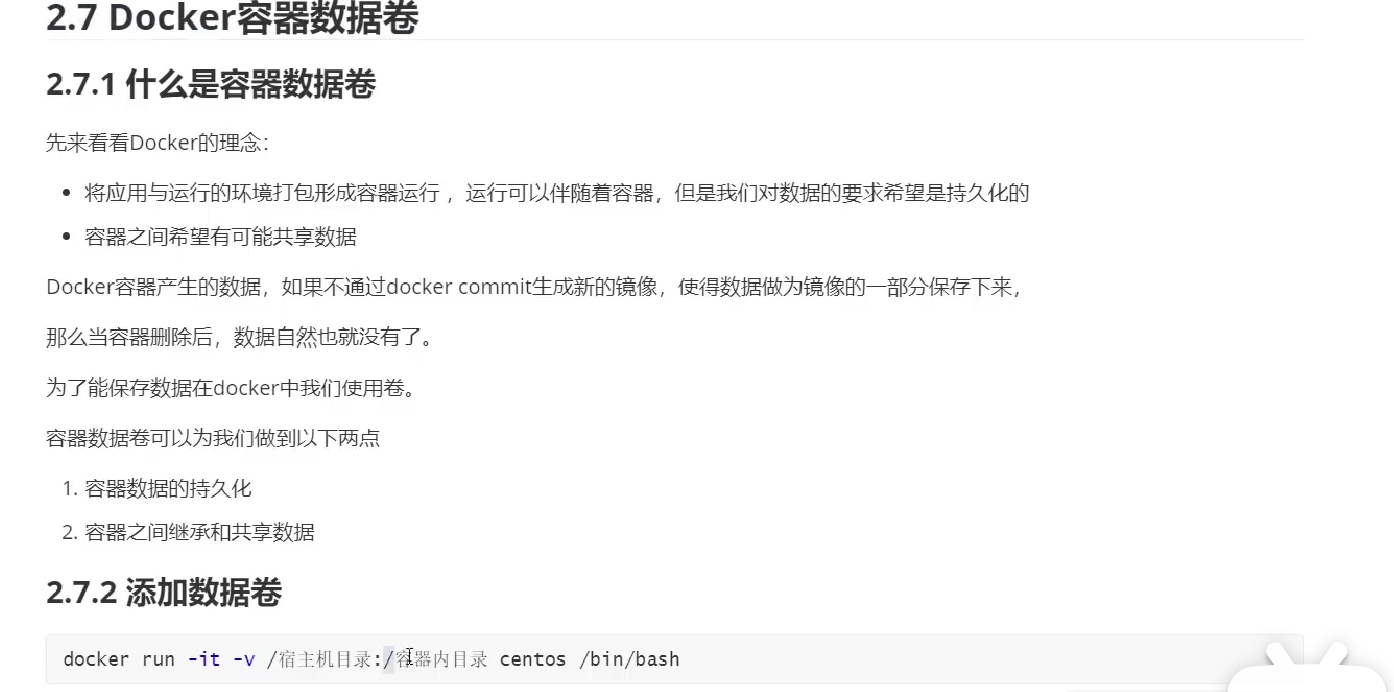 2.7 Docker容器数据卷
2.7.1 什么是容器数据卷
先来看看Docker的理念：
• 将应用与运行的环境打包形成容器运行 ，运行可以伴随着容器，但是我们对数据的要求希望是持久化的
• 容器之间希望有可能共享数据
Docker容器产生的数据，如果不通过docker commit生成新的镜像，使得数据做为镜像的一部分保存下来，
那么当容器删除后，数据自然也就没有了。
为了能保存数据在docker中我们使用卷。
容器数据卷可以为我们做到以下两点
1. 容器数据的持久化
2. 容器之间继承和共享数据
2.7.2 添加数据卷
docker run -it -v /宿主机目录:/容器内目录 centos /bin/bash